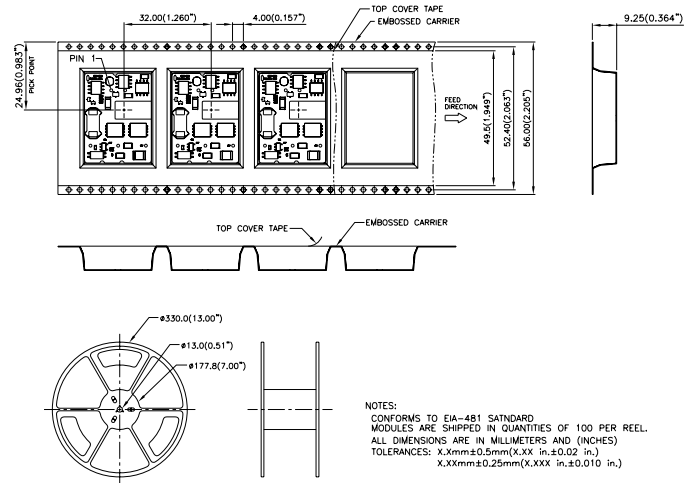 TOP COVER TAPE
EMBOSSED CARRIER
32.00(1.260")
4.00(0.157")
9.25(0.364")
PIN 1
24.96(0.983")
PICK POINT
FEED
DIRECTION
49.5(1.949")
52.40(2.063")
56.00(2.205")
TOP COVER TAPE
EMBOSSED CARRIER
ø330.0(13.00")
ø13.0(0.51")
ø177.8(7.00")
NOTES:
CONFORMS TO EIA-481 SATNDARD
MODULES ARE SHIPPED IN QUANTITIES OF 100 PER REEL.
ALL DIMENSIONS ARE IN MILLIMETERS AND (INCHES)
TOLERANCES: X.Xmm±0.5mm(X.XX in.±0.02 in.)
X.XXmm±0.25mm(X.XXX in.±0.010 in.)